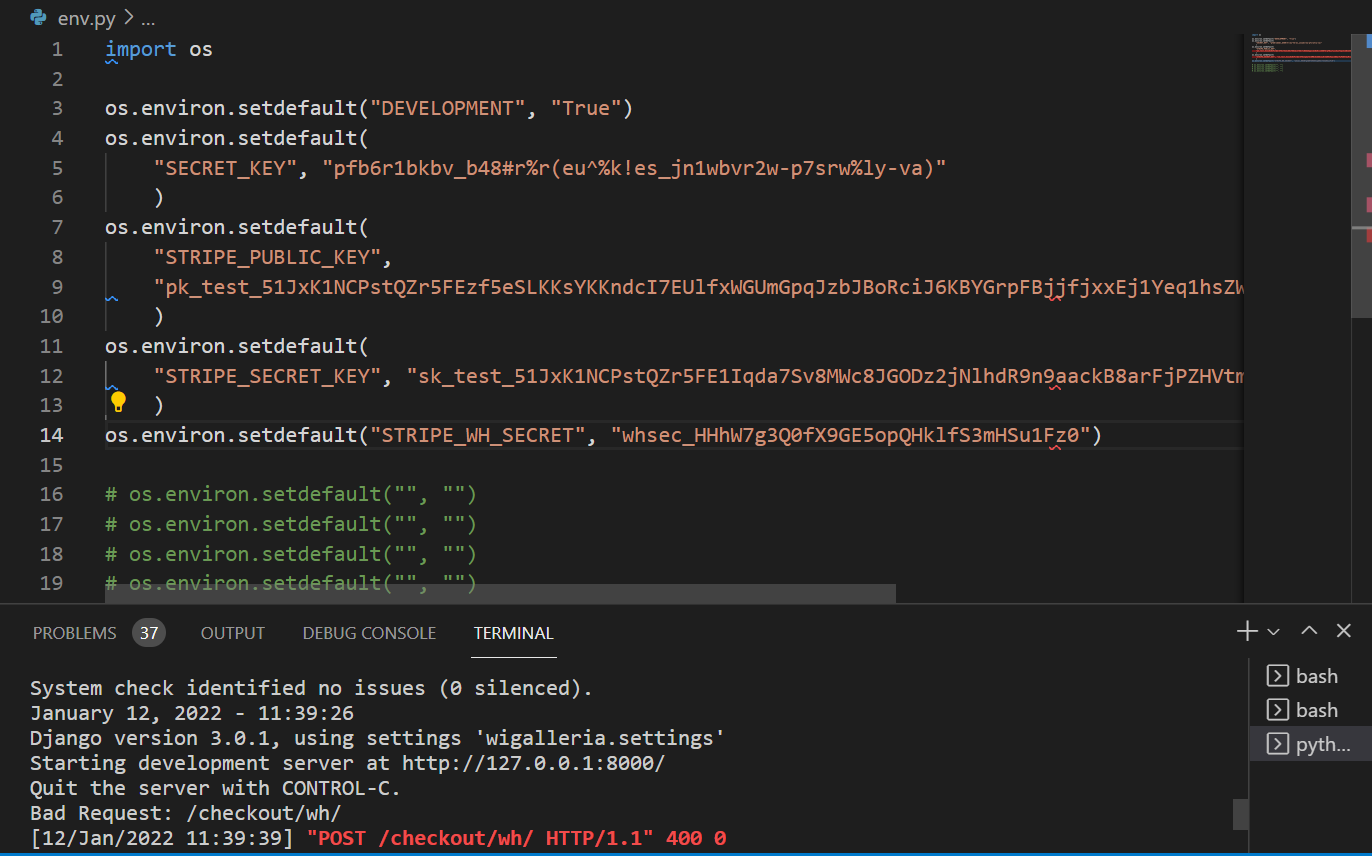 env.py > ...
1 import os
2
3 os.environ.setdefault("DEVELOPMENT", "True")
4 os.environ.setdefault(
5 "SECRET_KEY", "pfb6r1bkbv_b48#r%r(eu^%k!es_jn1wbvr2w-p7srw%ly-va)"
6 )
7 os.environ.setdefault(
8 "STRIPE_PUBLIC_KEY",
9 "pk_test_51JxK1NCPstQZr5FEzf5eSLKKsYKKndcI7EUlfxWGUmGpqJzbJBoRciJ6KBYGrpFBjjfjxxEj1Yeq1hsZW
10 )
11 os.environ.setdefault(
12 "STRIPE_SECRET_KEY", "sk_test_51JxK1NCPstQZr5FE1Iqda7Sv8MWc8JGODz2jNlhdR9n9aackB8arFjPZHVtm
13 )
14 os.environ.setdefault("STRIPE_WH_SECRET", "whsec_HHhW7g3Q0fX9GE5opQHklfS3mHSu1Fz0")
15
16 # os.environ.setdefault("", "")
17 # os.environ.setdefault("", "")
18 # os.environ.setdefault("", "")
19 # os.environ.setdefault("", "")
PROBLEMS 37 OUTPUT DEBUG CONSOLE TERMINAL
System check identified no issues (0 silenced).
January 12, 2022 - 11:39:26
Django version 3.0.1, using settings 'wigalleria.settings'
Starting development server at http://127.0.0.1:8000/
Quit the server with CONTROL-C.
Bad Request: /checkout/wh/
[12/Jan/2022 11:39:39] "POST /checkout/wh/ HTTP/1.1" 400 0
bash
bash
pyth...